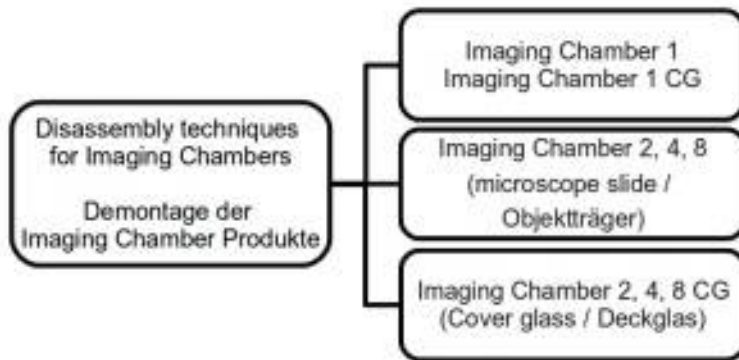 Disassembly techniques
for Imaging Chambers
Demontage der
Imaging Chamber Produkte
Imaging Chamber 1
Imaging Chamber 1 CG
Imaging Chamber 2, 4, 8
(microscope slide /
Objektträger)
Imaging Chamber 2, 4, 8 CG
(Cover glass / Deckglas)